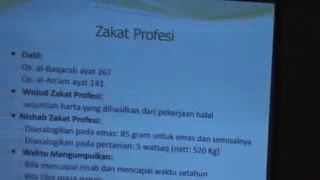 Zakat Profesi
• Dalil:
Qs. al-Baqarah ayat 267
Qs. al-An'am ayat 141
• Wujud Zakat Profesi:
sejumlah harta yang dihasilkan dari pekerjaan halal
• Nishab Zakat Profesi:
- Dianalogikan pada emas: 85 gram untuk emas dan semisalnya
- Dianalogikan pada pertanian: 5 watsaq (nett: 520 Kg)
• Waktu Mengumpulkan:
Bila mencapai nisab dan mencapai waktu setahun
Bila